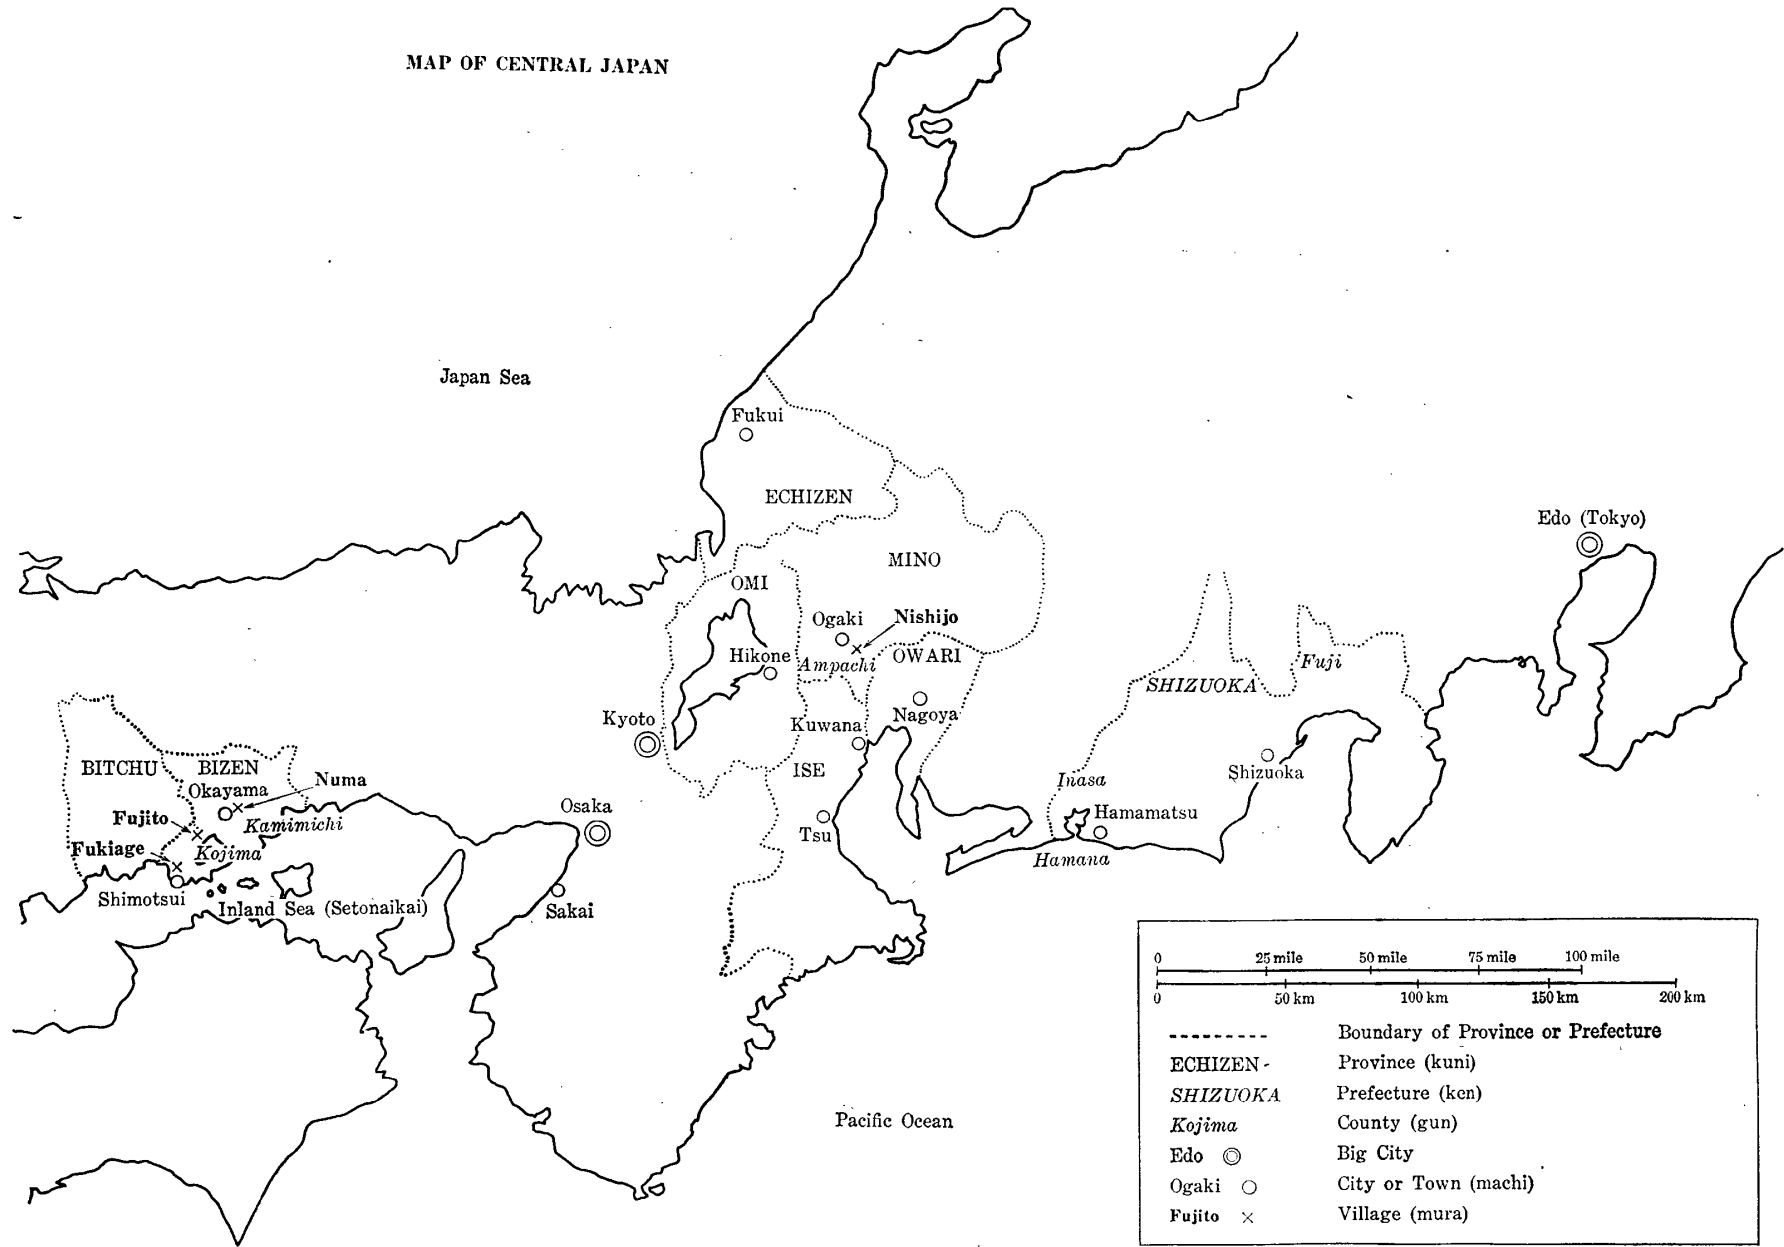 MAP OF CENTRAL JAPAN
Japan Sea
Fukui
ECHIZEN
Edo (Tokyo)
MINO
OMI
Ogaki
Nishijo
Hikone
Ampachi
OWARI
Fuji
SHIZUOKA
Kyoto
Kuwana
Nagoya
BITCHU
BIZEN
ISE
Numa
Inasa
Shizuoka
Okayama
Osaka
Fujito
Kamimichi
Tsu
Hamamatsu
Fukiage
Kojima
Hamana
Shimotsui
Inland Sea (Setonaikai)
Sakai
Pacific Ocean
0 25 mile 50 mile 75 mile 100 mile
0 50 km 100 km 150 km 200 km
Boundary of Province or Prefecture
ECHIZEN Province (kuni)
SHIZUOKA Prefecture (ken)
Kojima County (gun)
Edo Big City
Ogaki City or Town (machi)
Fujito Village (mura)